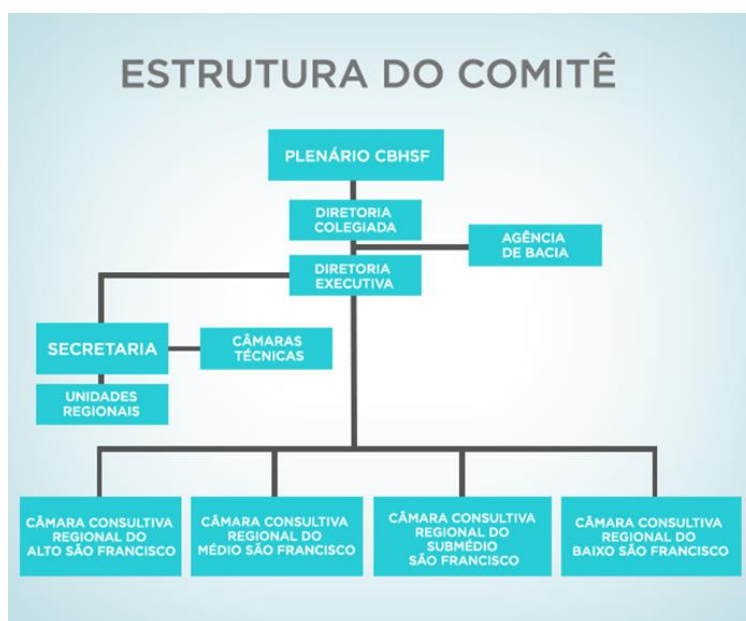 ESTRUTURA DO COMITÊ
PLENÁRIO CBHSF
DIRETORIA
COLEGIADA
AGÊNCIA
DE BACIA
DIRETORIA
EXECUTIVA
SECRETARIA
CÂMARAS
TÉCNICAS
UNIDADES
REGIONAIS
CÂMARA CONSULTIVA
REGIONAL DO
ALTO SÃO FRANCISCO
CÂMARA CONSULTIVA
REGIONAL DO
MÉDIO SÃO FRANCISCO
CÂMARA CONSULTIVA
REGIONAL DO
SUBMÉDIO
SÃO FRANCISCO
CÂMARA CONSULTIVA
REGIONAL DO
BAIXO SÃO FRANCISCO